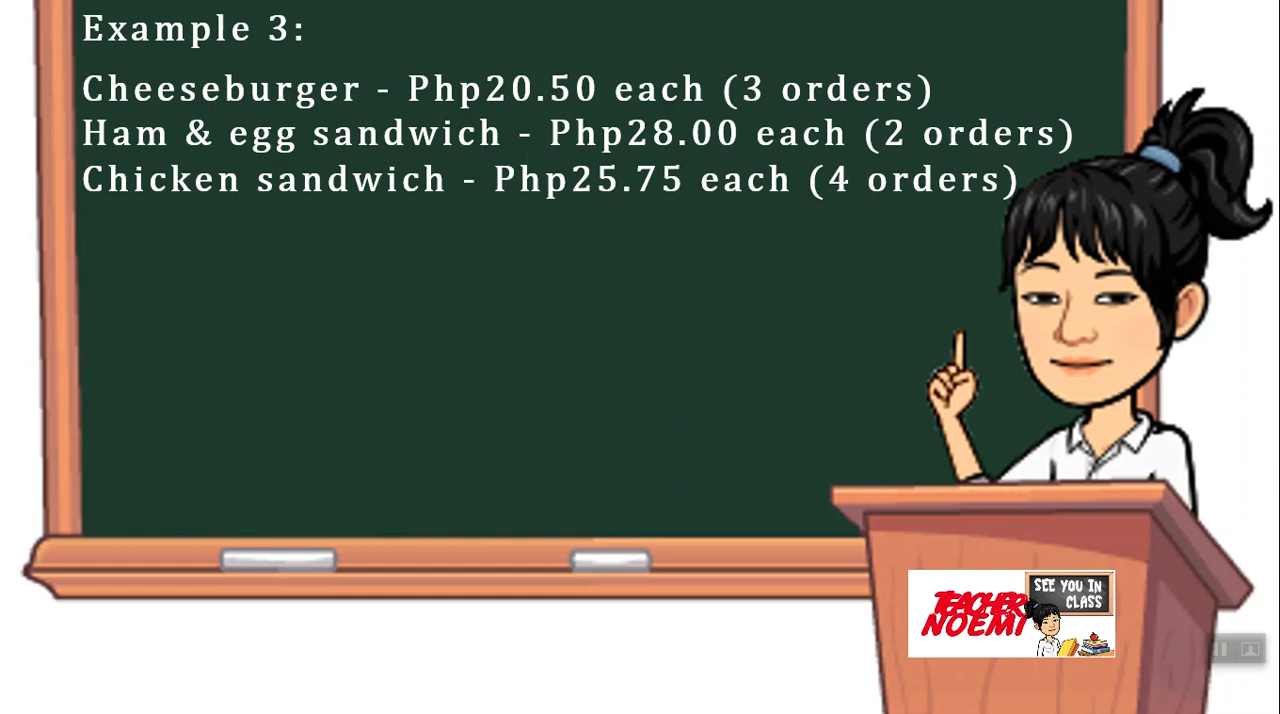 Example 3:
Cheeseburger - Php20.50 each (3 orders)
Ham & egg sandwich - Php28.00 each (2 orders)
Chicken sandwich - Php25.75 each (4 orders)
SEE YOU IN
CLASS
TEACHER
NOEMI